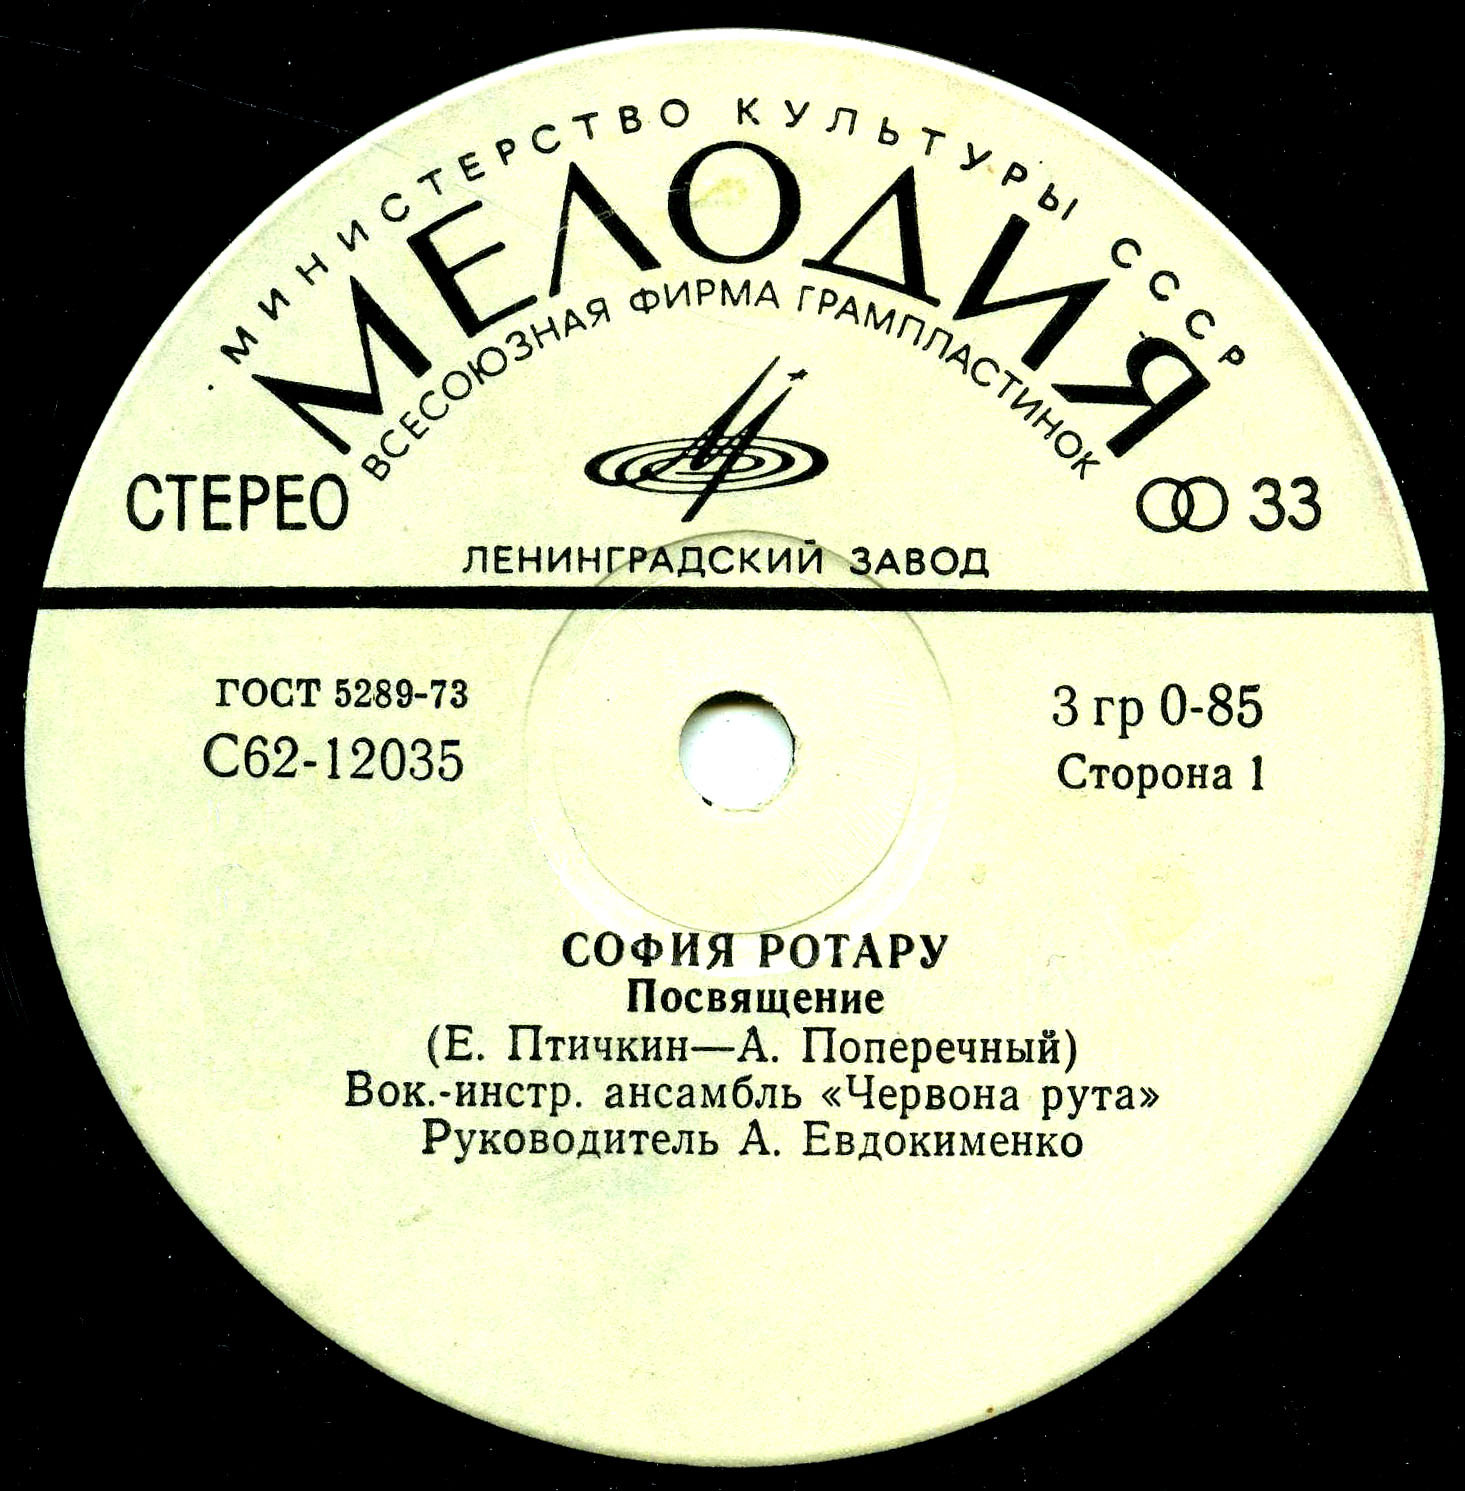 МИНИСТЕРСТВО КУЛЬТУРЫ СССР
МЕЛОДИЯ
ВСЕСОЮЗНАЯ ФИРМА ГРАМПЛАСТИНОК
СТЕРЕО
33
ЛЕНИНГРАДСКИЙ ЗАВОД
ГОСТ 5289-73
3 гр 0-85
С62-12035
Сторона 1
СОФИЯ РОТАРУ
Посвящение
(Е. Птичкин—А. Поперечный)
Вок.-инстр. ансамбль «Червона рута»
Руководитель А. Евдокименко